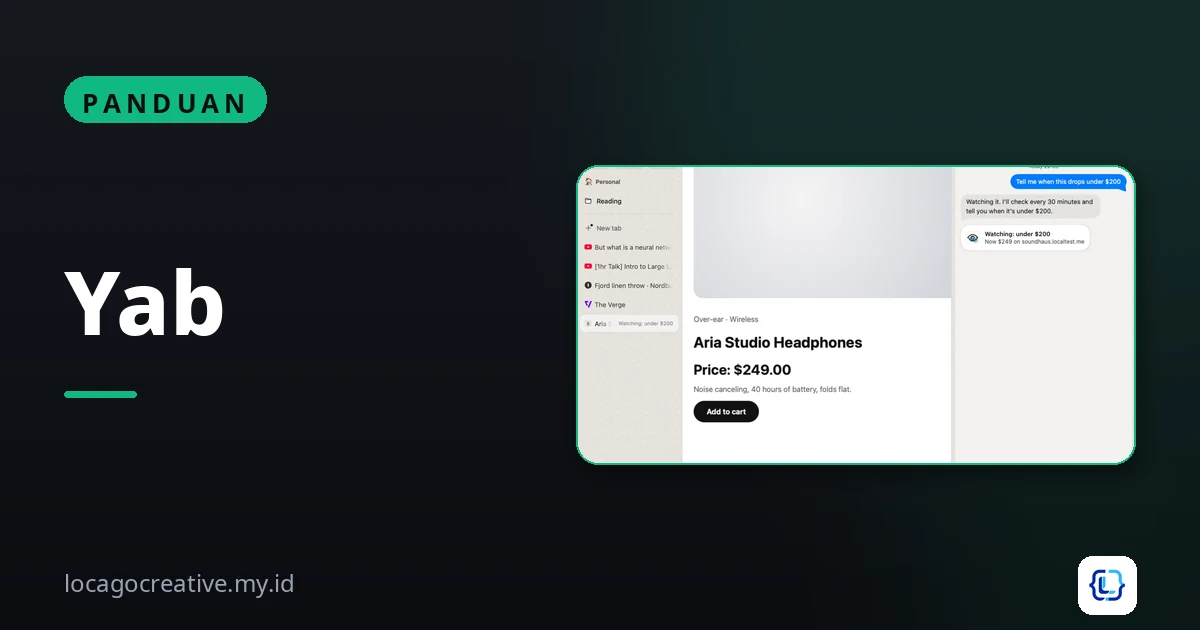 PANDUAN
Yab
locagocreative.my.id
Personal
Reading
New tab
But what is a neural netw
[1hr Talk] Intro to Large L
Fjord linen throw · Nordb
The Verge
Aria
Watching: under $200
Over-ear · Wireless
Aria Studio Headphones
Price: $249.00
Noise canceling, 40 hours of battery, folds flat.
Add to cart
Tell me when this drops under $200
Watching it. I'll check every 30 minutes and
tell you when it's under $200.
Watching: under $200
Now $249 on soundhaus.localtest.me